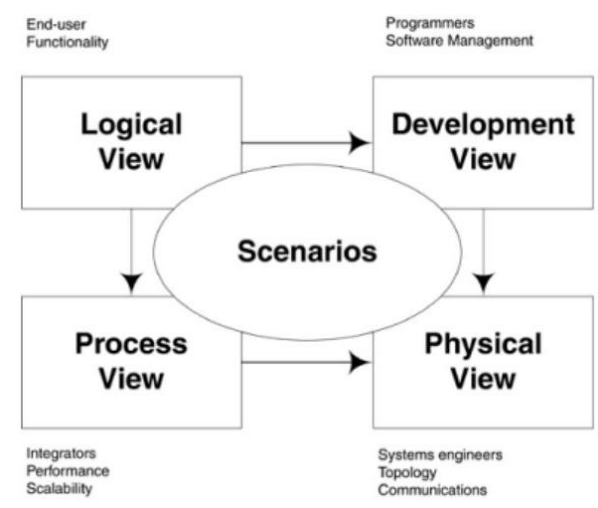 End-user
Functionality
Programmers
Software Management
Logical
View
Development
View
Scenarios
Process
View
Physical
View
Integrators
Performance
Scalability
Systems engineers
Topology
Communications